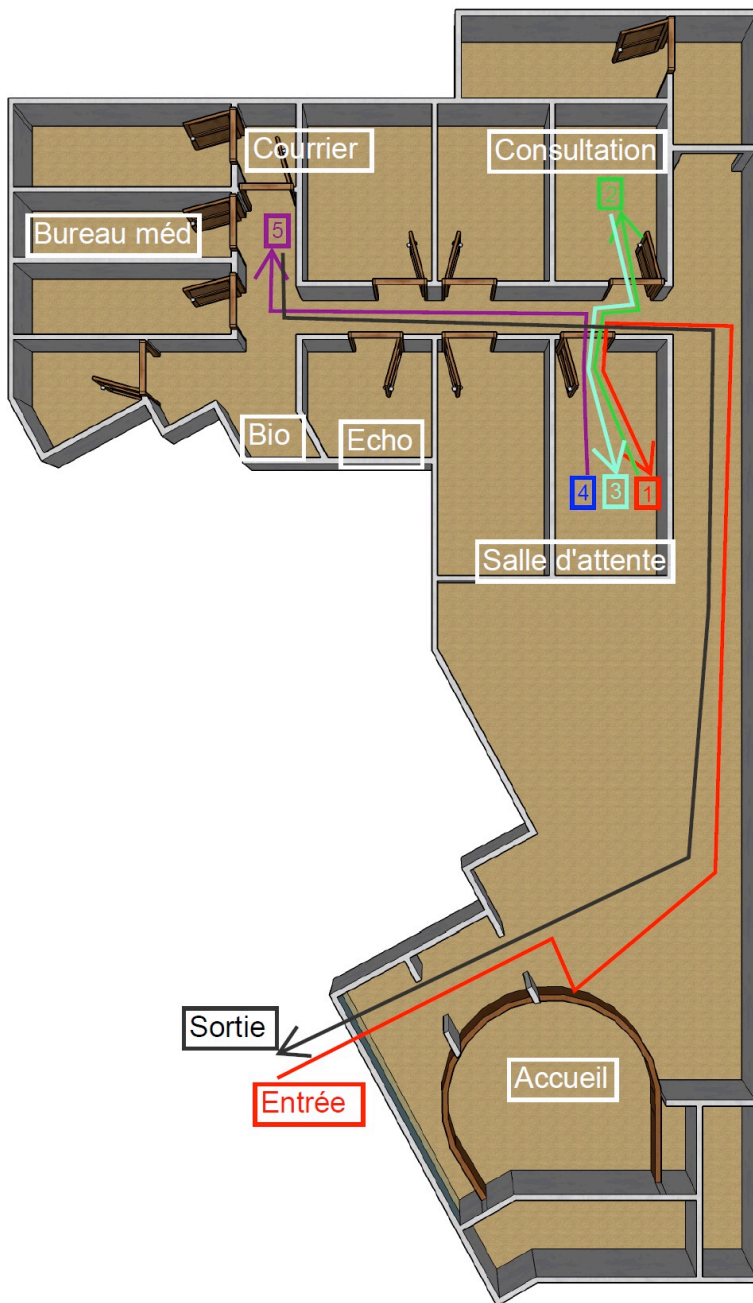 Courrier
Consultation
2
Bureau méd
5
Bio
Echo
4
3
1
Salle d'attente
Sortie
Entrée
Accueil